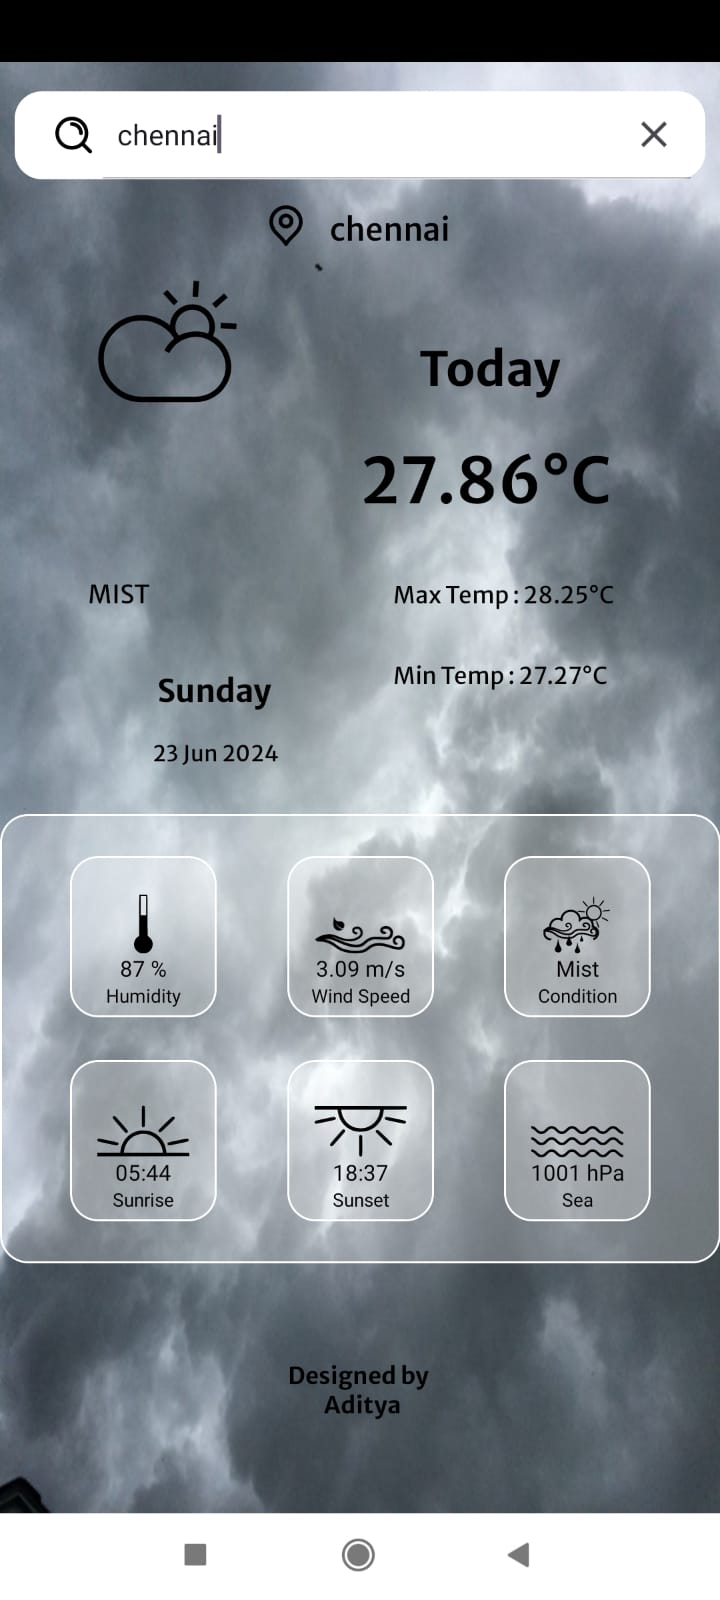 chennai
chennai
Today
27.86°C
MIST
Max Temp : 28.25°C
Min Temp : 27.27°C
Sunday
23 Jun 2024
87 %
Humidity
3.09 m/s
Wind Speed
Mist
Condition
05:44
Sunrise
18:37
Sunset
1001 hPa
Sea
Designed by
Aditya